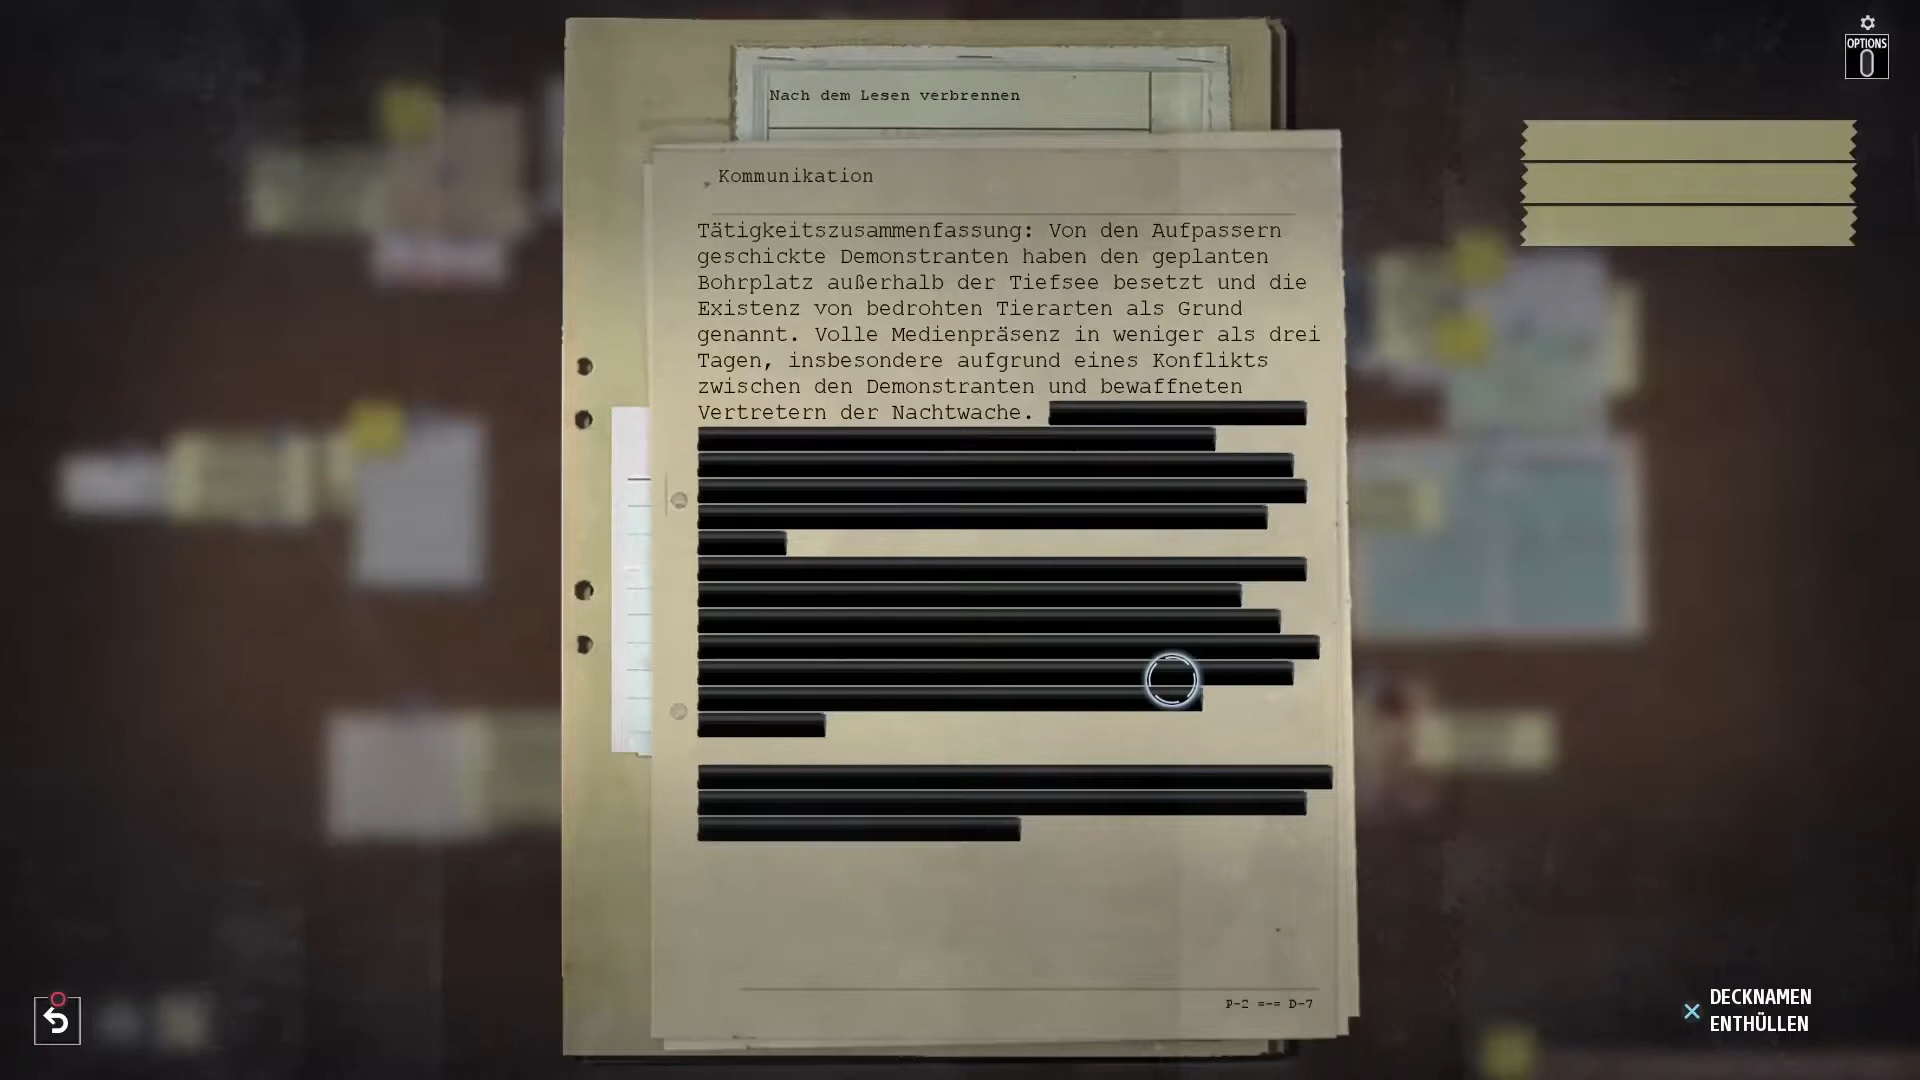 OPTIONS
Nach dem Lesen verbrennen
Kommunikation
Tätigkeitszusammenfassung: Von den Aufpassern
geschickte Demonstranten haben den geplanten
Bohrplatz außerhalb der Tiefsee besetzt und die
Existenz von bedrohten Tierarten als Grund
genannt. Volle Medienpräsenz in weniger als drei
Tagen, insbesondere aufgrund eines Konflikts
zwischen den Demonstranten und bewaffneten
Vertretern der Nachtwache.
P-2 =-= D-7
DECKNAMEN
ENTHÜLLEN